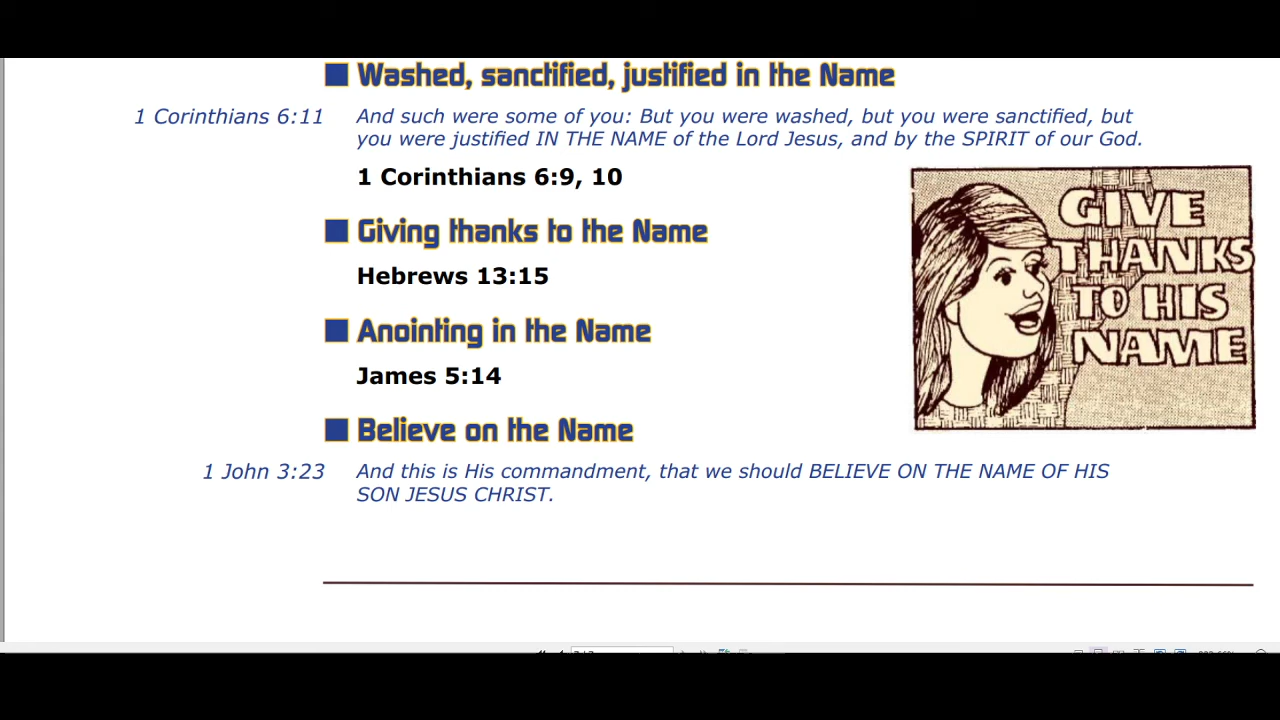 Washed, sanctified, justified in the Name
1 Corinthians 6:11
And such were some of you: But you were washed, but you were sanctified, but
you were justified IN THE NAME of the Lord Jesus, and by the SPIRIT of our God.
1 Corinthians 6:9, 10
Giving thanks to the Name
Hebrews 13:15
Anointing in the Name
James 5:14
Believe on the Name
1 John 3:23
And this is His commandment, that we should BELIEVE ON THE NAME OF HIS
SON JESUS CHRIST.
GIVE
THANKS
TO HIS
NAME